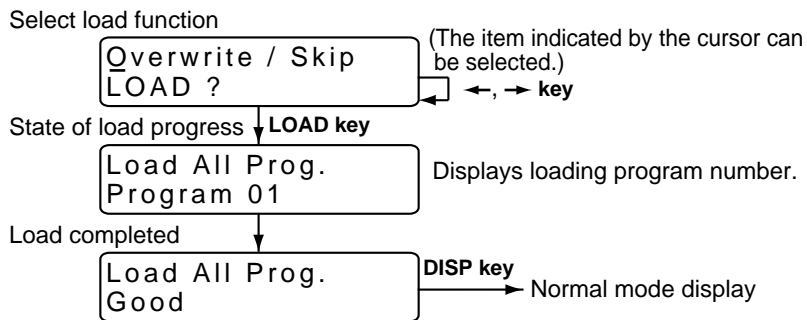 Select load function
Overwrite / Skip
LOAD ?
(The item indicated by the cursor can
be selected.)
←, → key
State of load progress
LOAD key
Load All Prog.
Program 01
Displays loading program number.
Load completed
Load All Prog.
Good
DISP key
Normal mode display